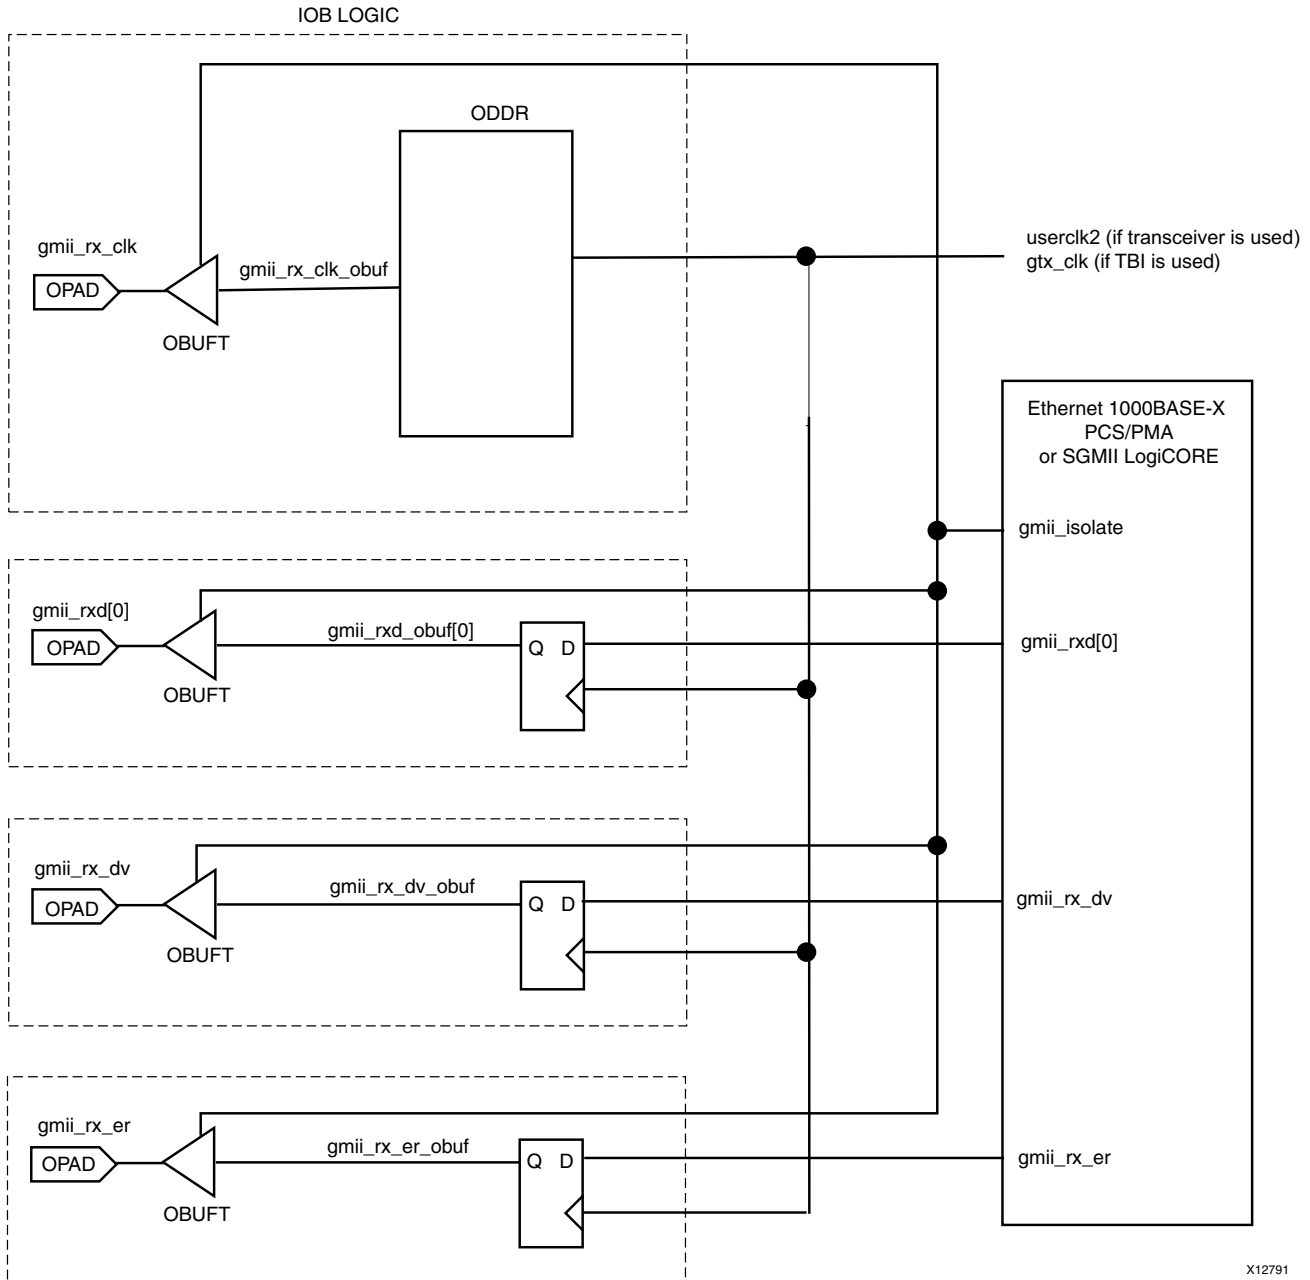 IOB LOGIC
ODDR
gmii_rx_clk
OPAD
OBUFT
gmii_rx_clk_obuf
userclk2 (if transceiver is used)
gtx_clk (if TBI is used)
Ethernet 1000BASE-X
PCS/PMA
or SGMII LogiCORE
gmii_isolate
gmii_rxd[0]
OPAD
OBUFT
gmii_rxd_obuf[0]
Q D
gmii_rxd[0]
gmii_rx_dv
OPAD
OBUFT
gmii_rx_dv_obuf
Q D
gmii_rx_dv
gmii_rx_er
OPAD
OBUFT
gmii_rx_er_obuf
Q D
gmii_rx_er
X12791